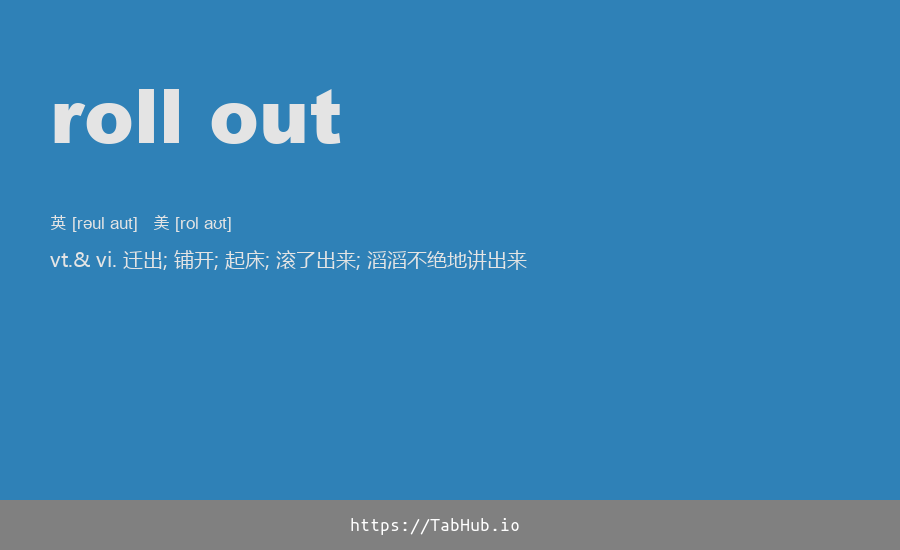 roll out
英 [rəul aut] 美 [rol aʊt]
vt.& vi. 迁出; 铺开; 起床; 滚了出来; 滔滔不绝地讲出来
https://TabHub.io